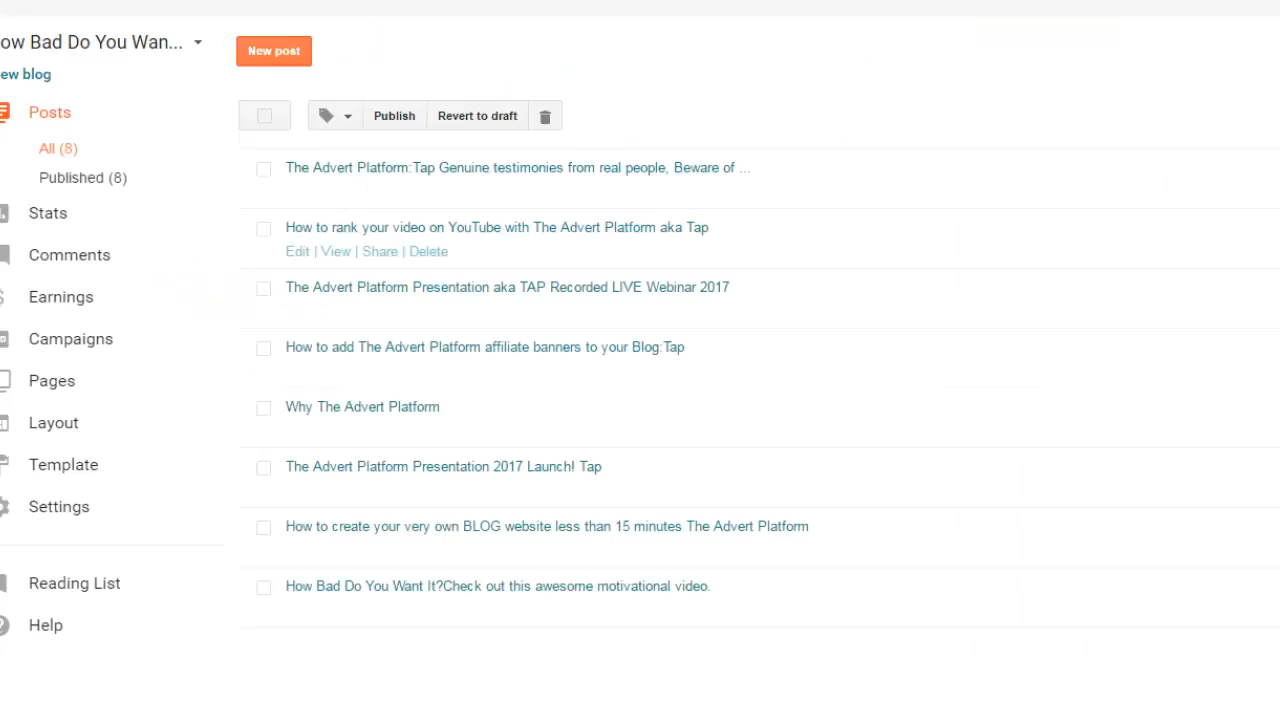 ow Bad Do You Wan...
New post
ew blog
Posts
Publish
Revert to draft
All (8)
Published (8)
Stats
Comments
Earnings
Campaigns
Pages
Layout
Template
Settings
Reading List
Help
The Advert Platform:Tap Genuine testimonies from real people, Beware of ...
How to rank your video on YouTube with The Advert Platform aka Tap
Edit | View | Share | Delete
The Advert Platform Presentation aka TAP Recorded LIVE Webinar 2017
How to add The Advert Platform affiliate banners to your Blog:Tap
Why The Advert Platform
The Advert Platform Presentation 2017 Launch! Tap
How to create your very own BLOG website less than 15 minutes The Advert Platform
How Bad Do You Want It?Check out this awesome motivational video.